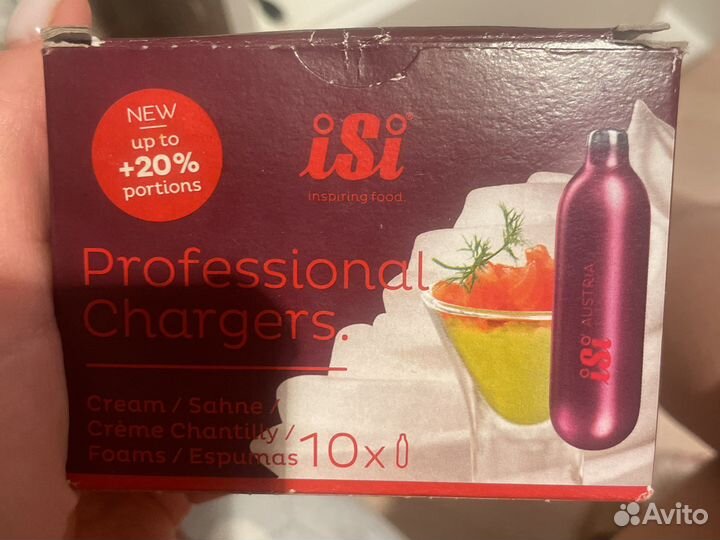 NEW
up to
+20%
portions
iSi®
inspiring food.
Professional
Chargers.
Cream / Sahne /
Crème Chantilly /
Foams / Espumas
10x
iSi AUSTRIA
Avito